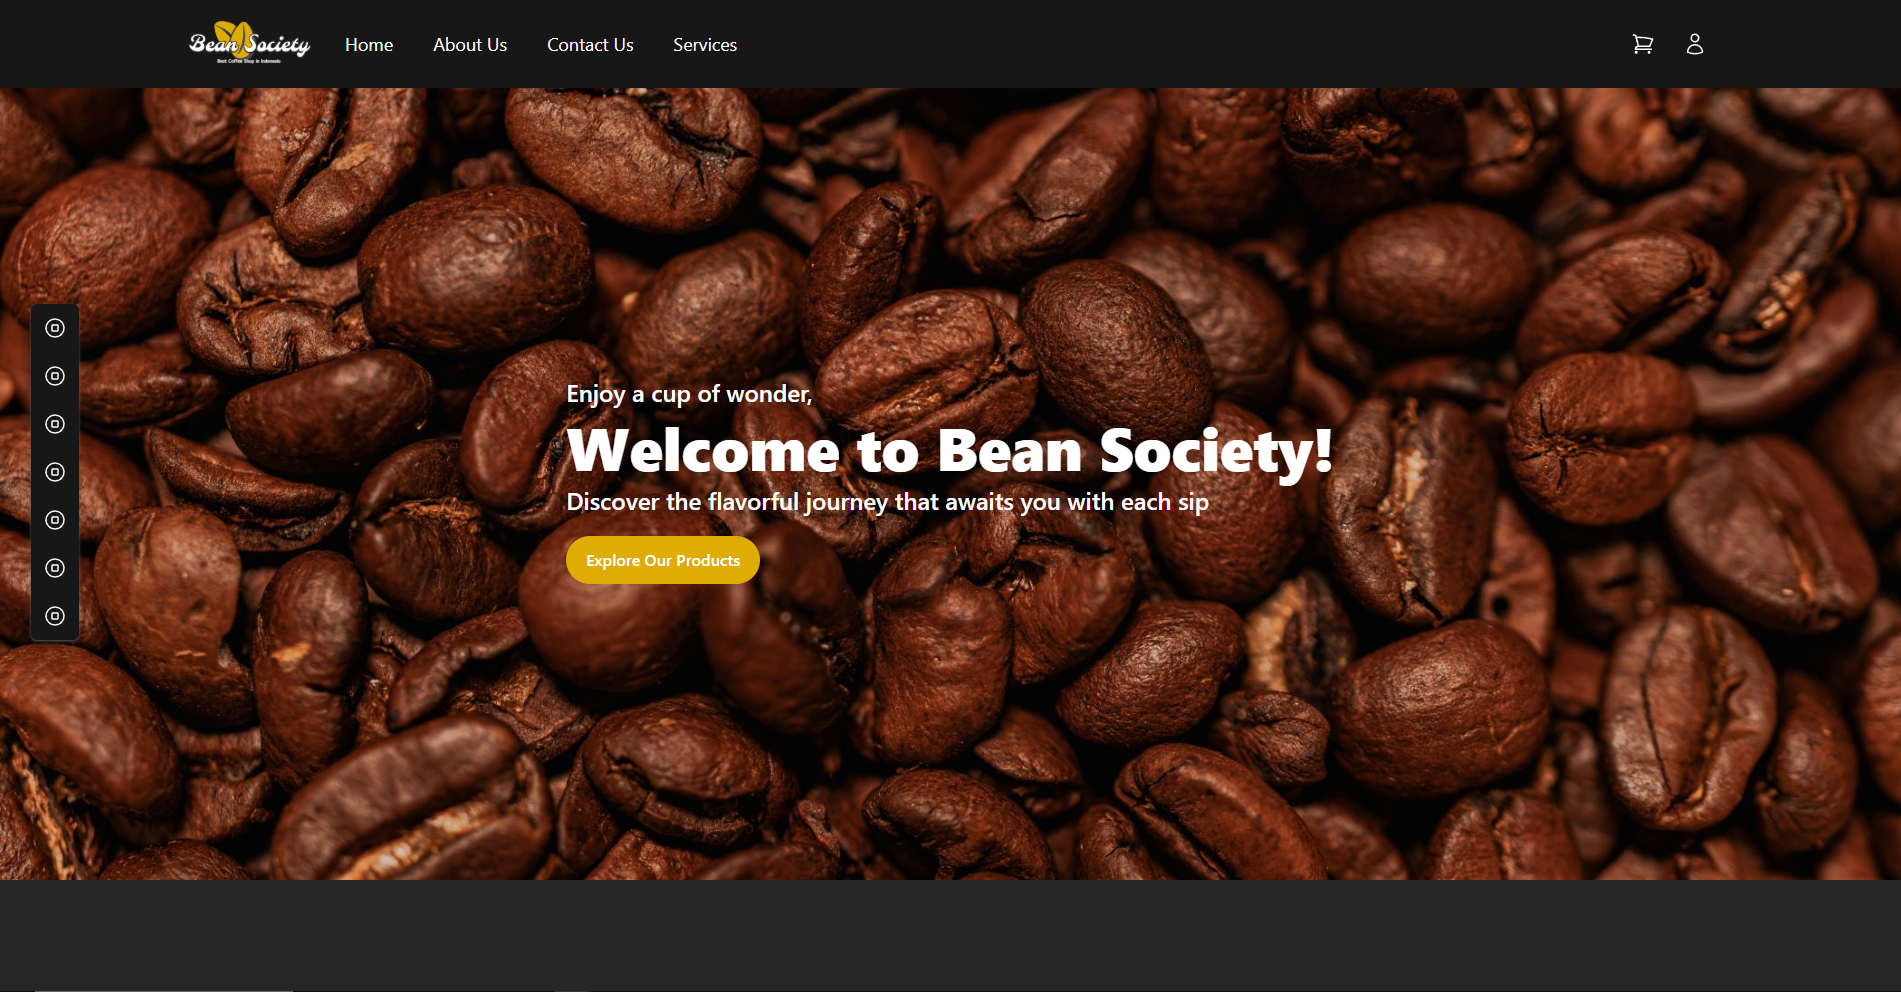 Bean Society
Best Coffee Shop in Indonesia
Home
About Us
Contact Us
Services
Enjoy a cup of wonder,
Welcome to Bean Society!
Discover the flavorful journey that awaits you with each sip
Explore Our Products